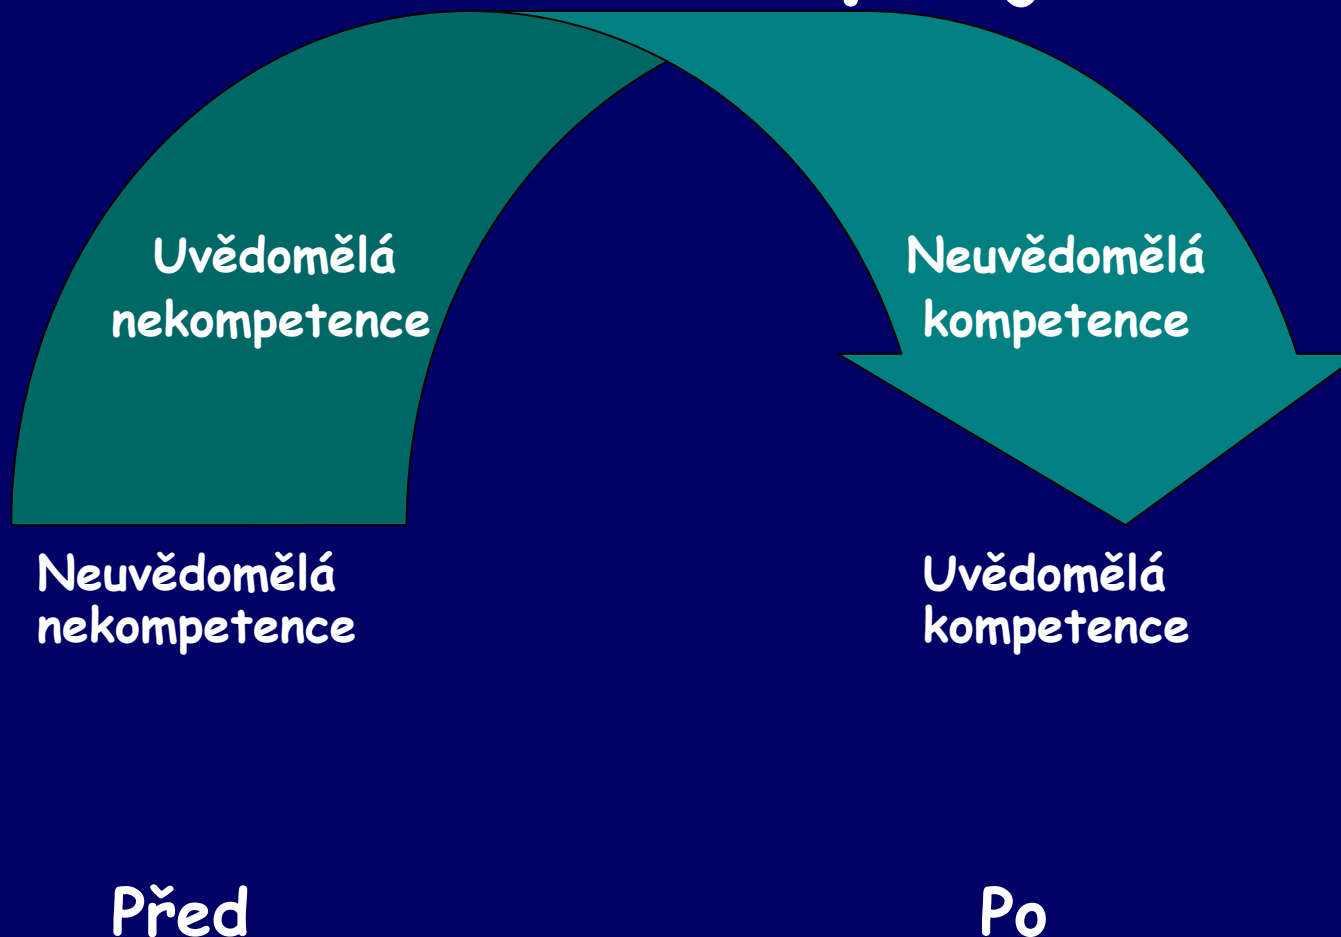 Uvědomělá
nekompetence
Neuvědomělá
kompetence
Neuvědomělá
nekompetence
Uvědomělá
kompetence
Před
Po